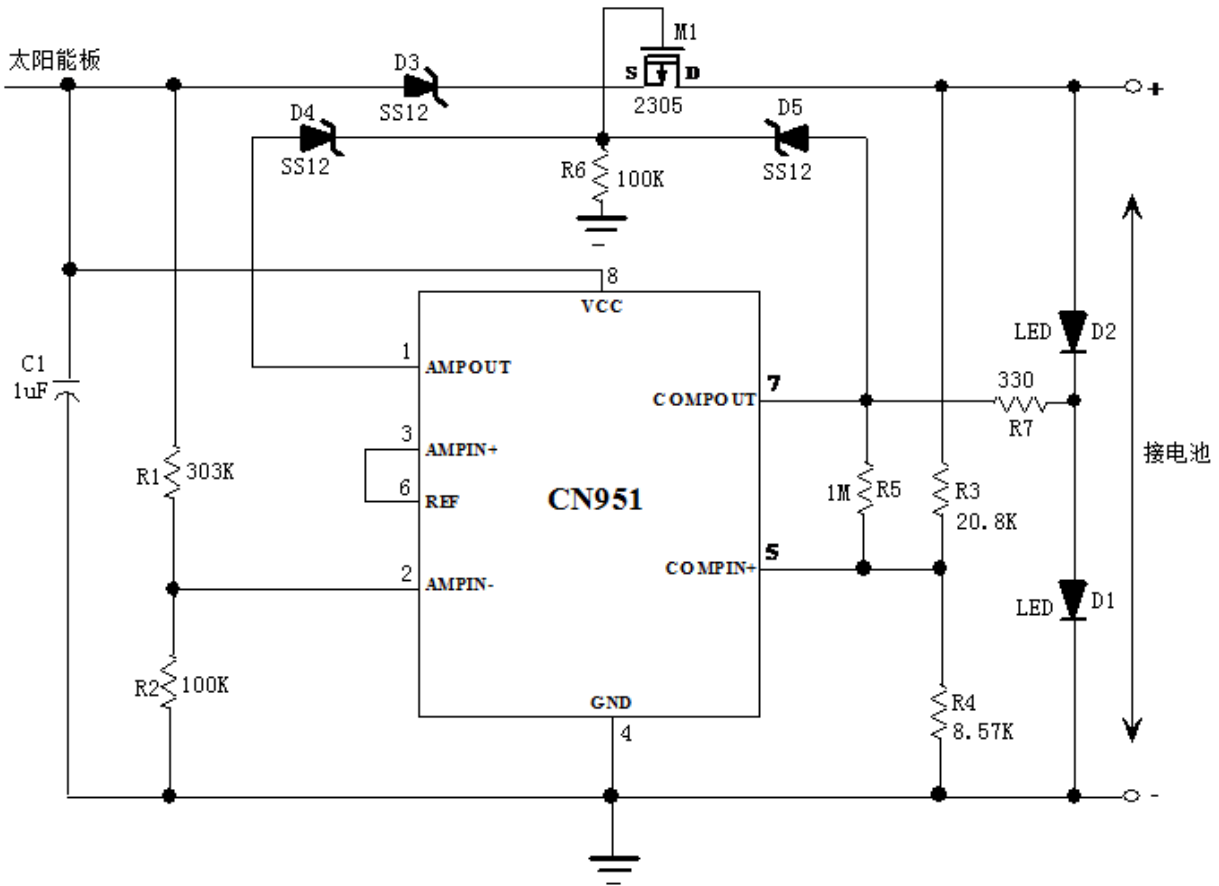 M1
太阳能板
D3
S D
SS12
2305
+
D4
D5
SS12
R6
100K
SS12
8
VCC
1
AMPOUT
C1
1uF
LED
D2
7
COMPOUT
330
R7
3
AMPIN+
R1
303K
6
REF
CN951
接电池
1M
R5
R3
20.8K
2
AMPIN-
5
COMPIN+
LED
D1
R2
100K
GND
4
R4
8.57K
-